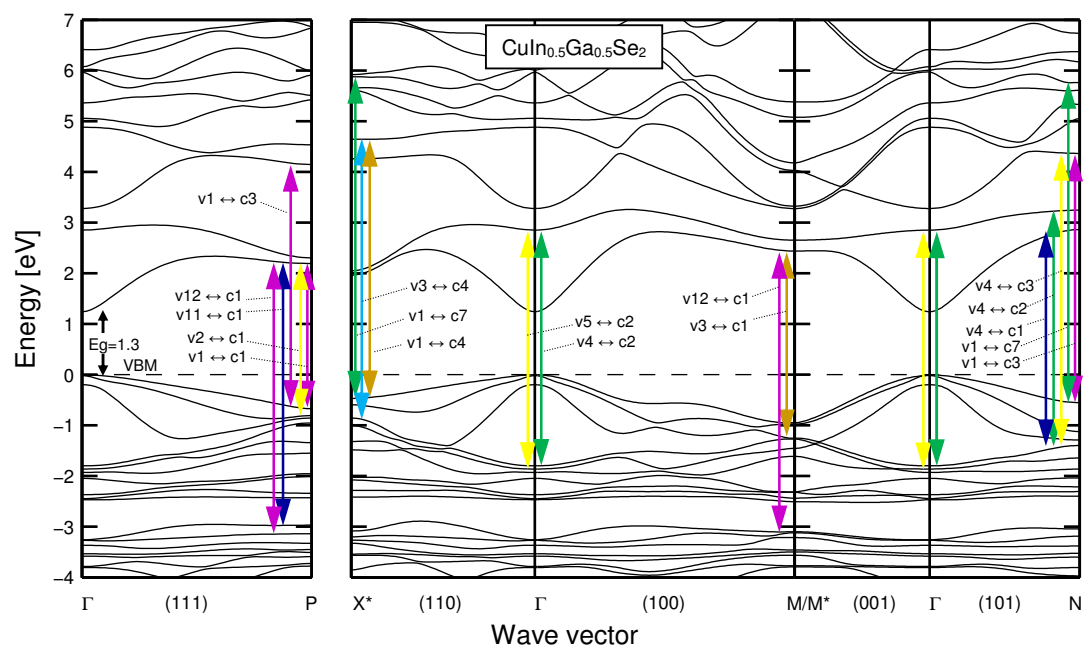 CuIn0.5Ga0.5Se2
Energy [eV]
7
6
5
4
3
2
1
0
−1
−2
−3
−4
v1 ↔ c3
v12 ↔ c1
v11 ↔ c1
v2 ↔ c1
v1 ↔ c1
Eg=1.3
VBM
v3 ↔ c4
v1 ↔ c7
v1 ↔ c4
v5 ↔ c2
v4 ↔ c2
v12 ↔ c1
v3 ↔ c1
v4 ↔ c3
v4 ↔ c2
v4 ↔ c1
v1 ↔ c7
v1 ↔ c3
Γ (111) P X* (110) Γ (100) M/M* (001) Γ (101) N
Wave vector